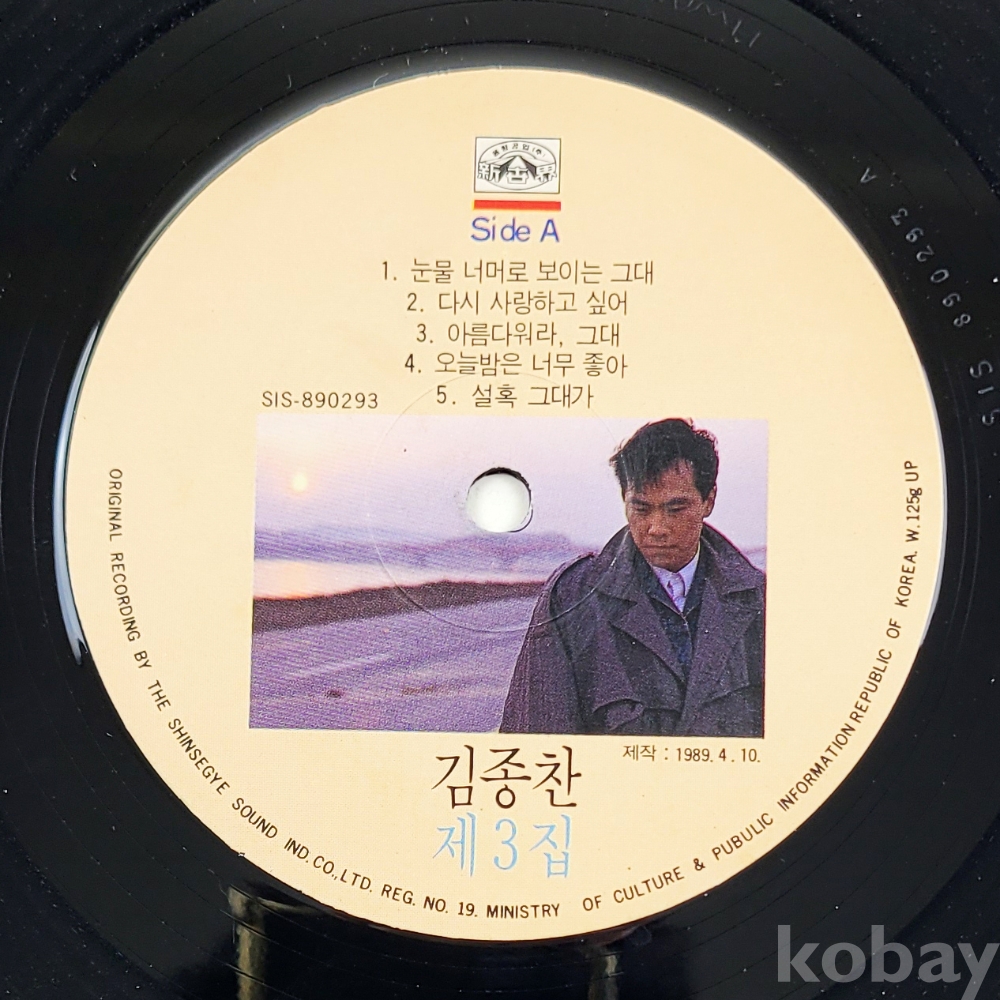 新世界
Side A
1. 눈물 너머로 보이는 그대
2. 다시 사랑하고 싶어
3. 아름다워라, 그대
4. 오늘밤은 너무 좋아
5. 설혹 그대가
SIS-890293
제작 : 1989. 4. 10.
김종찬
제3집
ORIGINAL RECORDING BY THE SHINSEGYE SOUND IND. CO., LTD. REG. NO. 19. MINISTRY OF CULTURE & PUBULIC INFORMATION REPUBLIC OF KOREA. W. 125g UP
SIS 890293 A
kobay